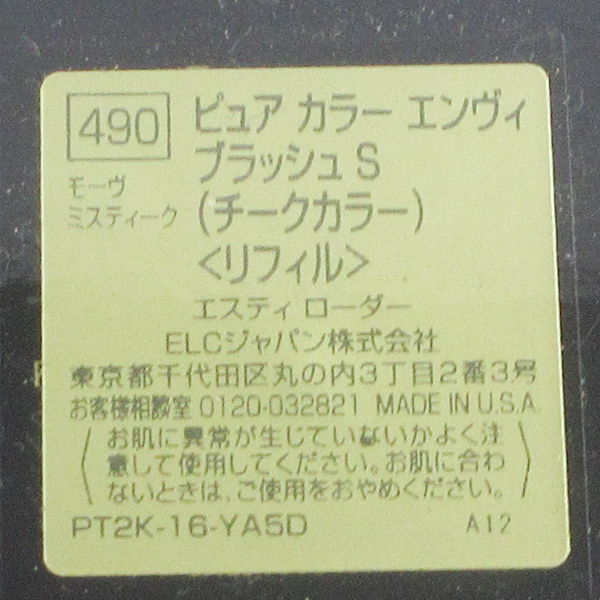 490 ピュア カラー エンヴィ
ブラッシュ S
モーヴ
ミスティーク
(チークカラー)
<リフィル>
エスティ ローダー
ELCジャパン株式会社
東京都千代田区丸の内3丁目2番3号
お客様相談室 0120-032821 MADE IN U.S.A
お肌に異常が生じていないかよく注
意して使用してください。お肌に合わ
ないときは、ご使用をおやめください。
PT2K-16-YA5D A12